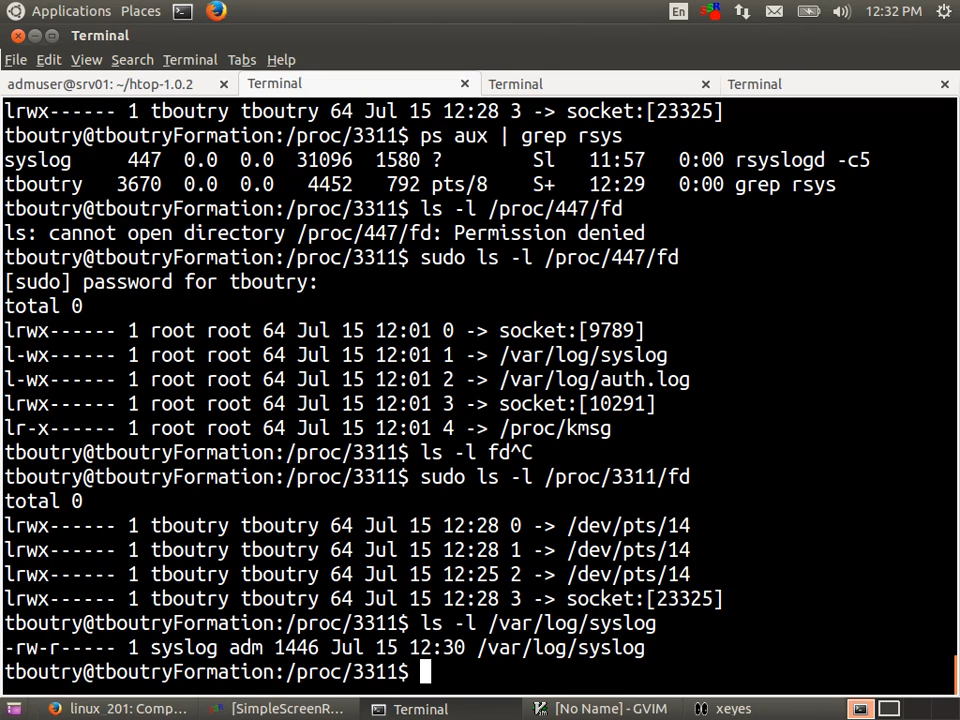 Applications Places En 12:32 PM
Terminal
File Edit View Search Terminal Tabs Help
admuser@srv01: ~/htop-1.0.2 × Terminal × Terminal × Terminal ×
lrwx------ 1 tboutry tboutry 64 Jul 15 12:28 3 -> socket:[23325]
tboutry@tboutryFormation:/proc/3311$ ps aux | grep rsys
syslog     447  0.0  0.0  31096  1580 ?        Sl   11:57   0:00 rsyslogd -c5
tboutry   3670  0.0  0.0   4452   792 pts/8    S+   12:29   0:00 grep rsys
tboutry@tboutryFormation:/proc/3311$ ls -l /proc/447/fd
ls: cannot open directory /proc/447/fd: Permission denied
tboutry@tboutryFormation:/proc/3311$ sudo ls -l /proc/447/fd
[sudo] password for tboutry:
total 0
lrwx------ 1 root root 64 Jul 15 12:01 0 -> socket:[9789]
l-wx------ 1 root root 64 Jul 15 12:01 1 -> /var/log/syslog
l-wx------ 1 root root 64 Jul 15 12:01 2 -> /var/log/auth.log
lrwx------ 1 root root 64 Jul 15 12:01 3 -> socket:[10291]
lr-x------ 1 root root 64 Jul 15 12:01 4 -> /proc/kmsg
tboutry@tboutryFormation:/proc/3311$ ls -l fd^C
tboutry@tboutryFormation:/proc/3311$ sudo ls -l /proc/3311/fd
total 0
lrwx------ 1 tboutry tboutry 64 Jul 15 12:28 0 -> /dev/pts/14
lrwx------ 1 tboutry tboutry 64 Jul 15 12:28 1 -> /dev/pts/14
lrwx------ 1 tboutry tboutry 64 Jul 15 12:25 2 -> /dev/pts/14
lrwx------ 1 tboutry tboutry 64 Jul 15 12:28 3 -> socket:[23325]
tboutry@tboutryFormation:/proc/3311$ ls -l /var/log/syslog
-rw-r----- 1 syslog adm 1446 Jul 15 12:30 /var/log/syslog
tboutry@tboutryFormation:/proc/3311$
linux_201: Comp... [SimpleScreenR... Terminal [No Name] - GVIM xeyes